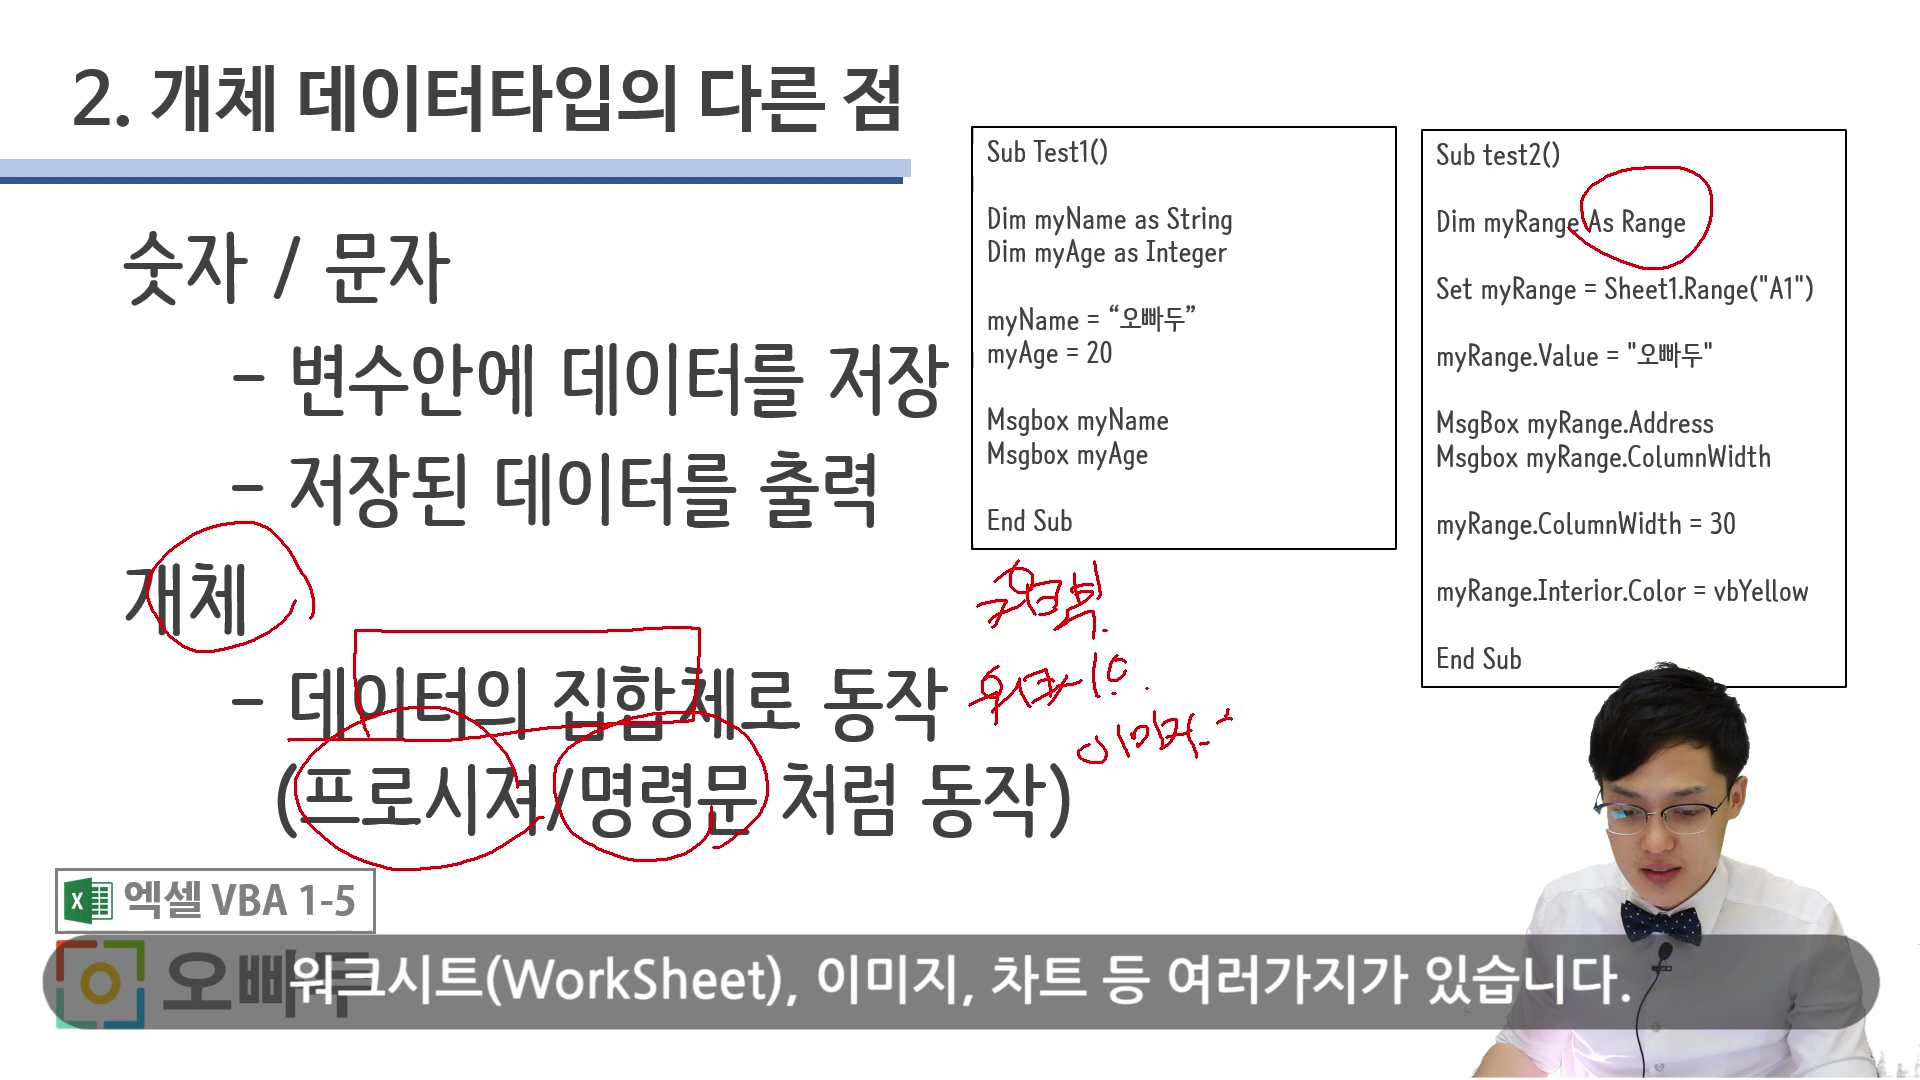 2. 개체 데이터타입의 다른 점
숫자 / 문자
- 변수안에 데이터를 저장
- 저장된 데이터를 출력
개체
- 데이터의 집합체로 동작
(프로시져/명령문 처럼 동작)
Sub Test1()
Dim myName as String
Dim myAge as Integer
myName = “오빠두”
myAge = 20
Msgbox myName
Msgbox myAge
End Sub
Sub test2()
Dim myRange As Range
Set myRange = Sheet1.Range("A1")
myRange.Value = "오빠두"
MsgBox myRange.Address
Msgbox myRange.ColumnWidth
myRange.ColumnWidth = 30
myRange.Interior.Color = vbYellow
End Sub
엑셀 VBA 1-5
오빠두
워크시트(WorkSheet), 이미지, 차트 등 여러가지가 있습니다.